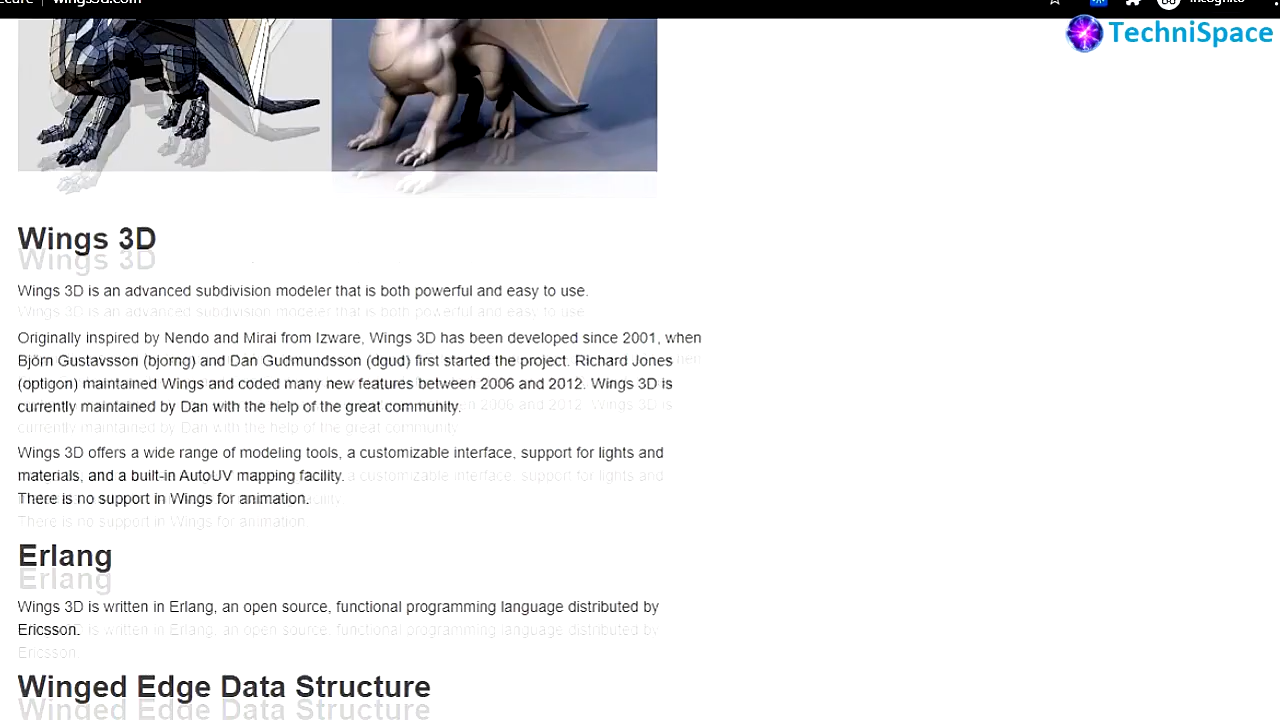 TechniSpace
Wings 3D
Wings 3D is an advanced subdivision modeler that is both powerful and easy to use.
Originally inspired by Nendo and Mirai from Izware, Wings 3D has been developed since 2001, when
Björn Gustavsson (bjorng) and Dan Gudmundsson (dgud) first started the project. Richard Jones
(optigon) maintained Wings and coded many new features between 2006 and 2012. Wings 3D is
currently maintained by Dan with the help of the great community.
Wings 3D offers a wide range of modeling tools, a customizable interface, support for lights and
materials, and a built-in AutoUV mapping facility.
There is no support in Wings for animation.
Erlang
Wings 3D is written in Erlang, an open source, functional programming language distributed by
Ericsson.
Winged Edge Data Structure